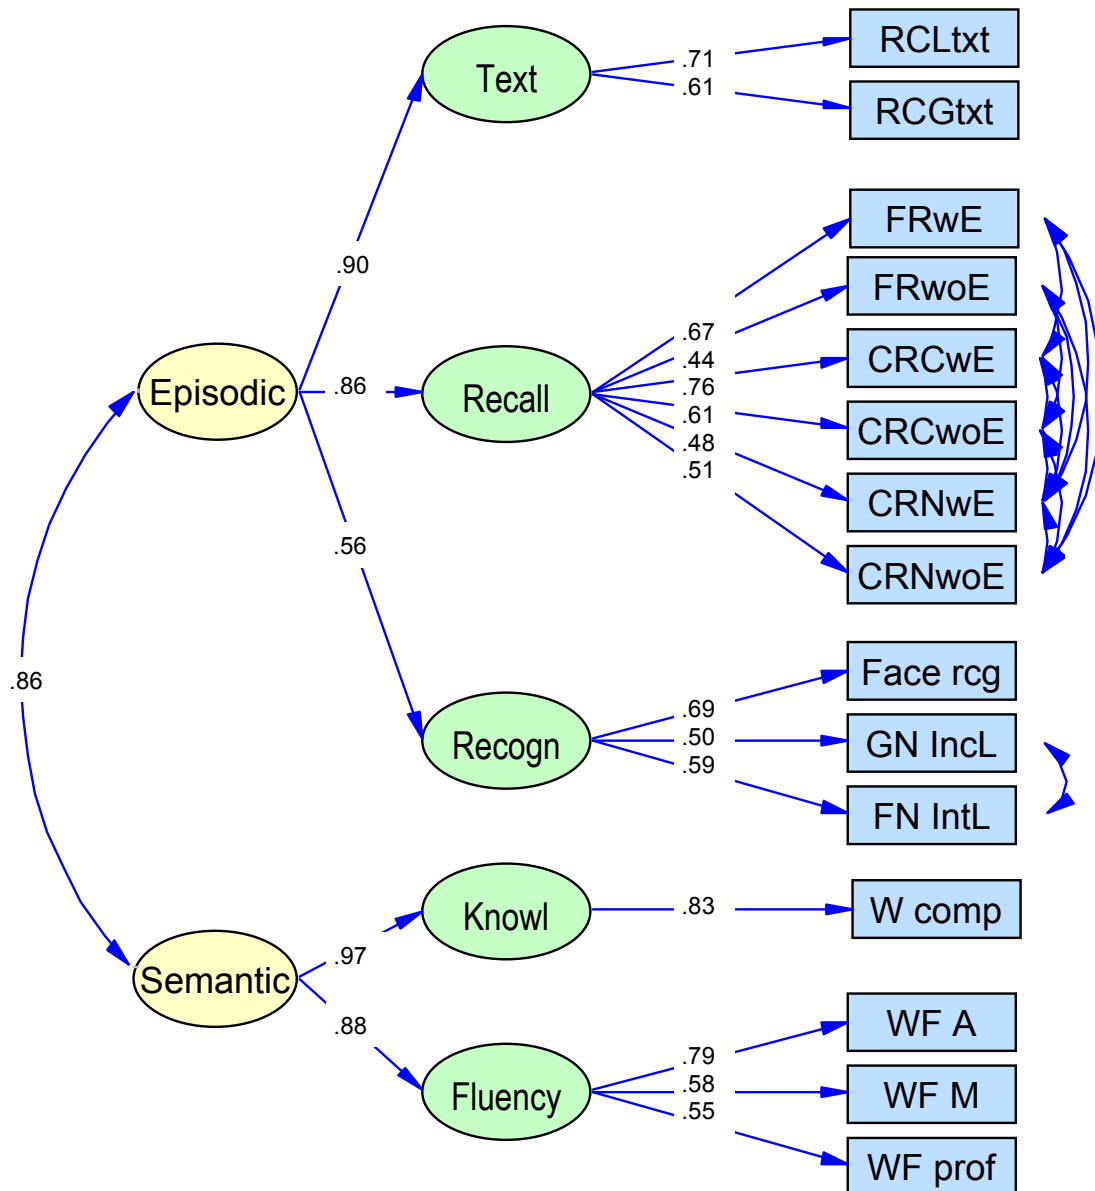 RCLtxt
.71
Text
.61
RCGtxt
FRwE
.90
FRwoE
.67
.44
CRCwE
Episodic
.86
Recall
.76
.61
CRCwoE
.48
.51
CRNwE
.56
CRNwoE
Face rcg
.86
.69
Recogn
.50
GN IncL
.59
FN IntL
Knowl
.83
W comp
.97
Semantic
.88
WF A
.79
Fluency
.58
WF M
.55
WF prof